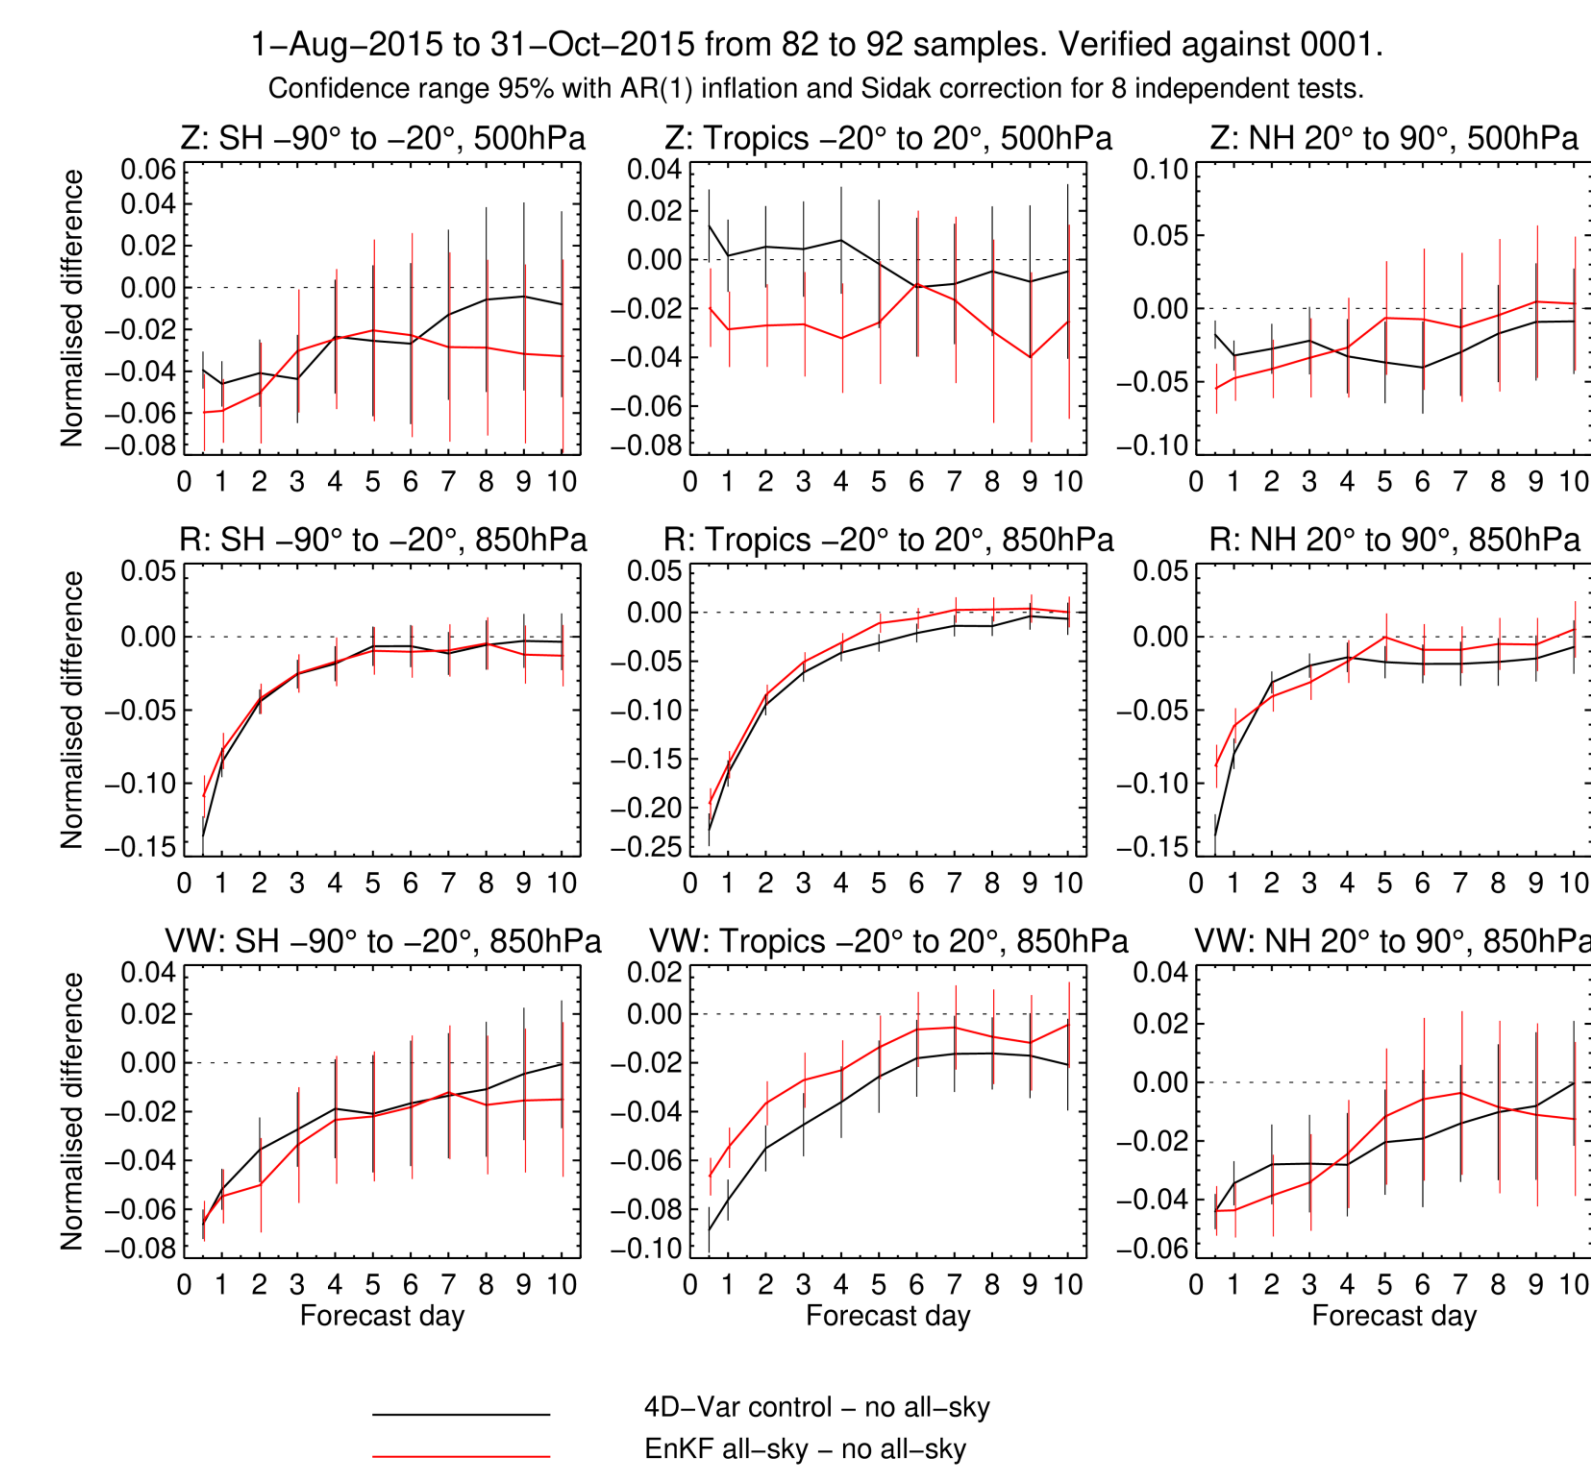 1−Aug−2015 to 31−Oct−2015 from 82 to 92 samples. Verified against 0001.
Confidence range 95% with AR(1) inflation and Sidak correction for 8 independent tests.
Z: SH −90° to −20°, 500hPa
Normalised difference
0.06
0.04
0.02
0.00
−0.02
−0.04
−0.06
−0.08
0 1 2 3 4 5 6 7 8 9 10
Z: Tropics −20° to 20°, 500hPa
0.04
0.02
0.00
−0.02
−0.04
−0.06
−0.08
0 1 2 3 4 5 6 7 8 9 10
Z: NH 20° to 90°, 500hPa
0.10
0.05
0.00
−0.05
−0.10
0 1 2 3 4 5 6 7 8 9 10
R: SH −90° to −20°, 850hPa
Normalised difference
0.05
0.00
−0.05
−0.10
−0.15
0 1 2 3 4 5 6 7 8 9 10
R: Tropics −20° to 20°, 850hPa
0.05
0.00
−0.05
−0.10
−0.15
−0.20
−0.25
0 1 2 3 4 5 6 7 8 9 10
R: NH 20° to 90°, 850hPa
0.05
0.00
−0.05
−0.10
−0.15
0 1 2 3 4 5 6 7 8 9 10
VW: SH −90° to −20°, 850hPa
Normalised difference
0.04
0.02
0.00
−0.02
−0.04
−0.06
−0.08
0 1 2 3 4 5 6 7 8 9 10
Forecast day
VW: Tropics −20° to 20°, 850hPa
0.02
0.00
−0.02
−0.04
−0.06
−0.08
−0.10
0 1 2 3 4 5 6 7 8 9 10
Forecast day
VW: NH 20° to 90°, 850hPa
0.04
0.02
0.00
−0.02
−0.04
−0.06
0 1 2 3 4 5 6 7 8 9 10
Forecast day
4D−Var control − no all−sky
EnKF all−sky − no all−sky